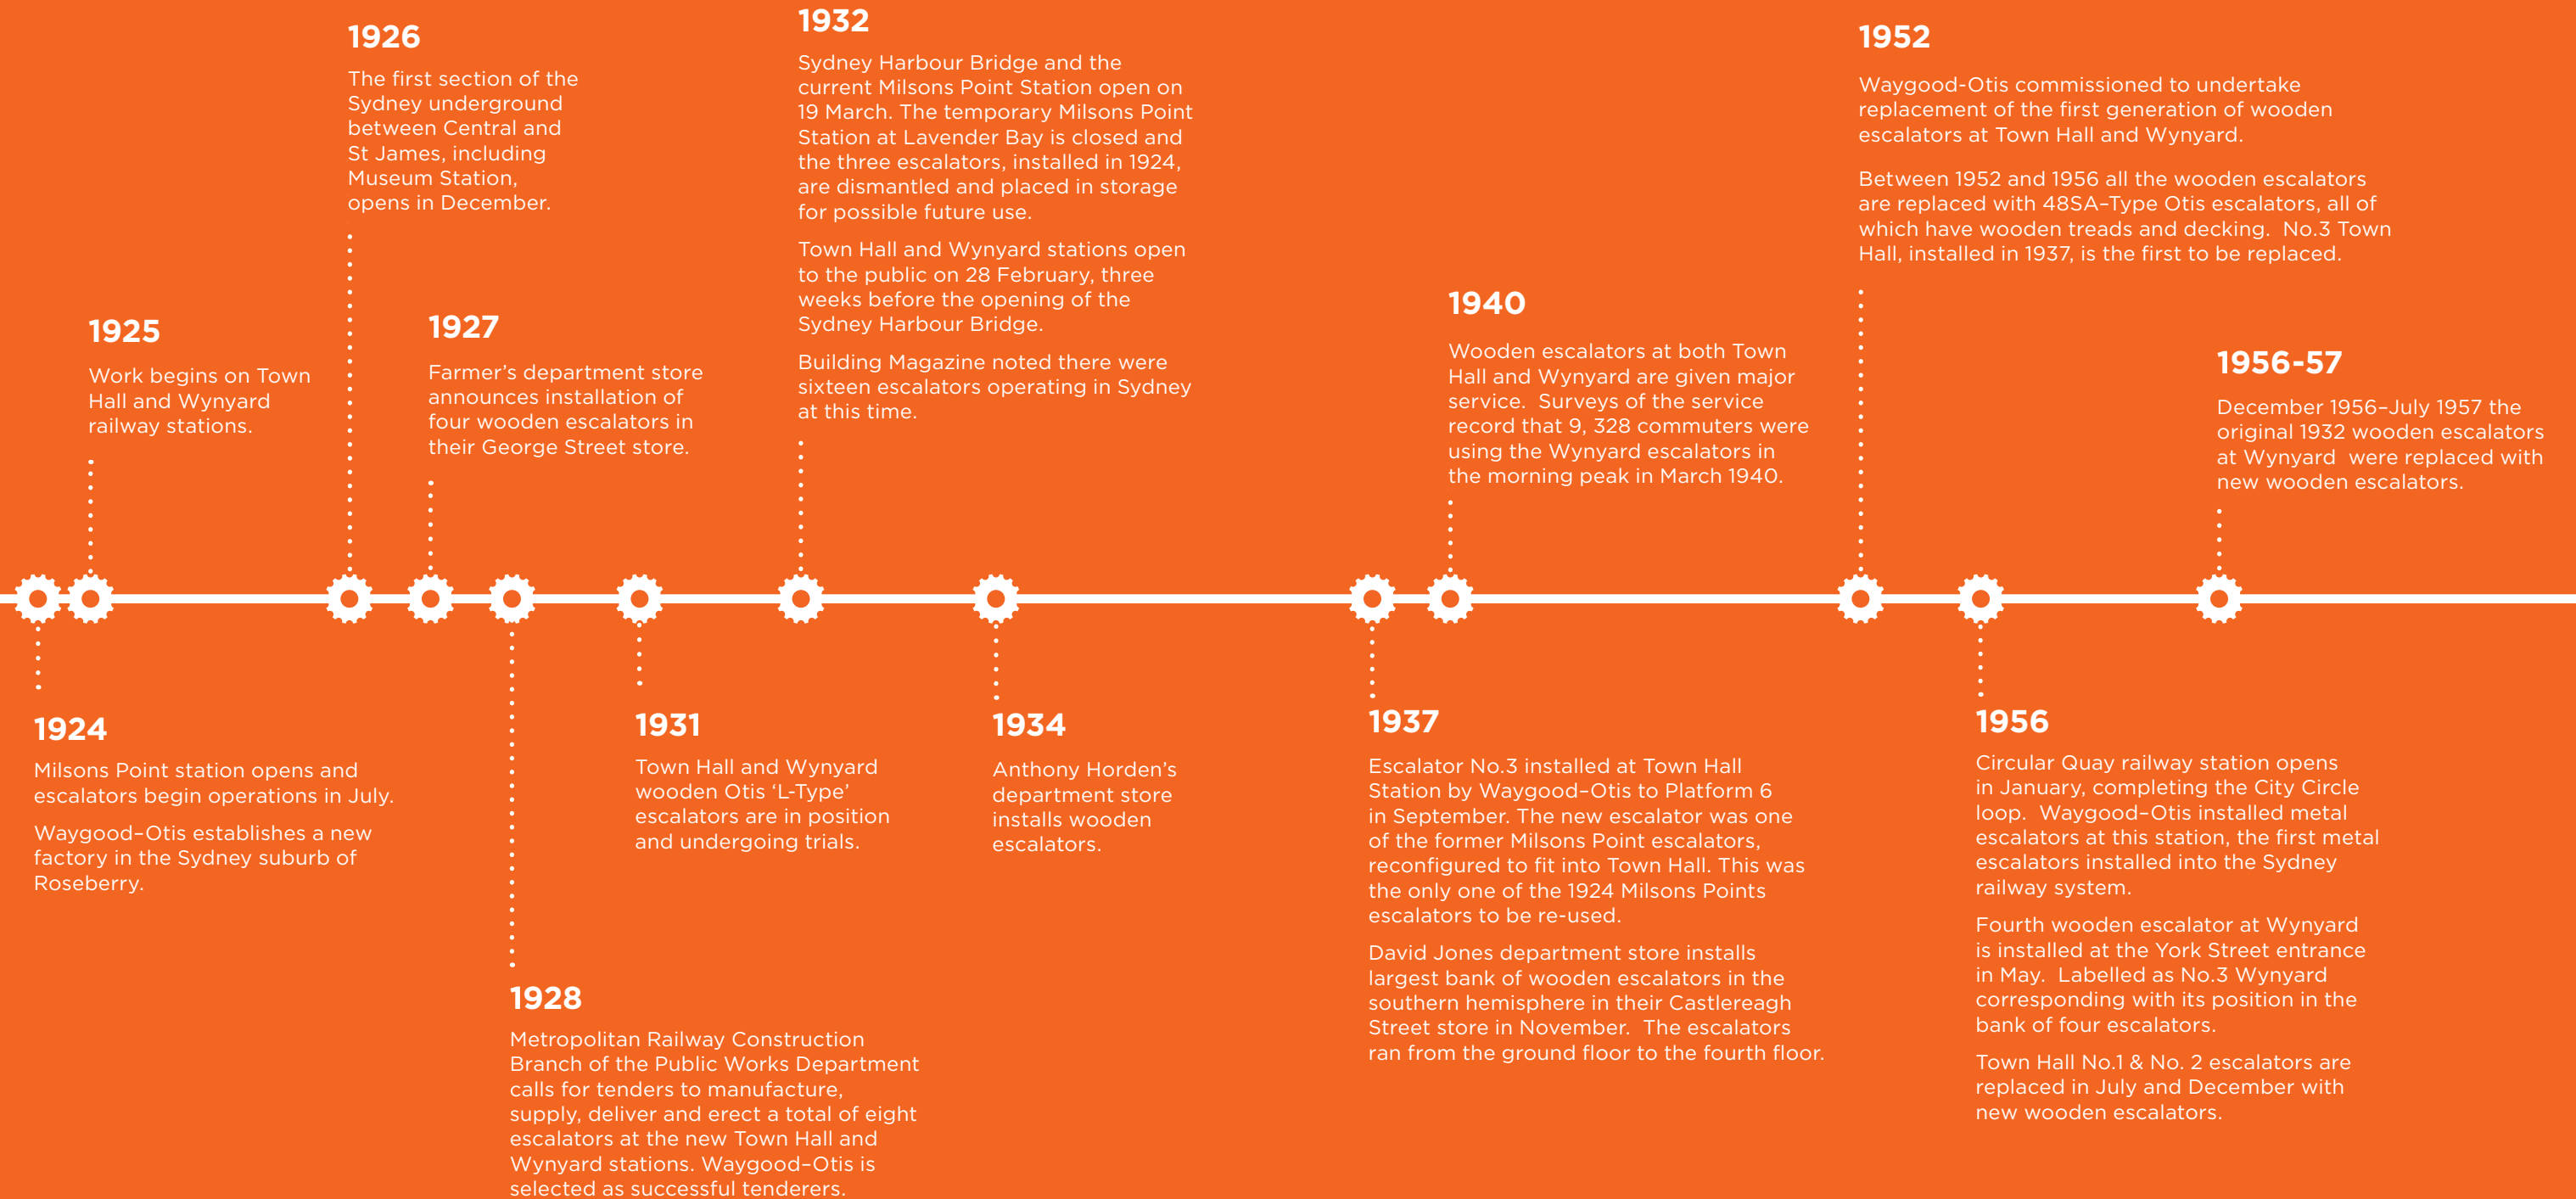 1924
Milsons Point station opens and
escalators begin operations in July.
Waygood–Otis establishes a new
factory in the Sydney suburb of
Roseberry.
1925
Work begins on Town
Hall and Wynyard
railway stations.
1926
The first section of the
Sydney underground
between Central and
St James, including
Museum Station,
opens in December.
1927
Farmer’s department store
announces installation of
four wooden escalators in
their George Street store.
1928
Metropolitan Railway Construction
Branch of the Public Works Department
calls for tenders to manufacture,
supply, deliver and erect a total of eight
escalators at the new Town Hall and
Wynyard stations. Waygood–Otis is
selected as successful tenderers.
1931
Town Hall and Wynyard
wooden Otis ‘L-Type’
escalators are in position
and undergoing trials.
1932
Sydney Harbour Bridge and the
current Milsons Point Station open on
19 March. The temporary Milsons Point
Station at Lavender Bay is closed and
the three escalators, installed in 1924,
are dismantled and placed in storage
for possible future use.
Town Hall and Wynyard stations open
to the public on 28 February, three
weeks before the opening of the
Sydney Harbour Bridge.
Building Magazine noted there were
sixteen escalators operating in Sydney
at this time.
1934
Anthony Horden’s
department store
installs wooden
escalators.
1937
Escalator No.3 installed at Town Hall
Station by Waygood–Otis to Platform 6
in September. The new escalator was one
of the former Milsons Point escalators,
reconfigured to fit into Town Hall. This was
the only one of the 1924 Milsons Points
escalators to be re-used.
David Jones department store installs
largest bank of wooden escalators in the
southern hemisphere in their Castlereagh
Street store in November.  The escalators
ran from the ground floor to the fourth floor.
1940
Wooden escalators at both Town
Hall and Wynyard are given major
service.  Surveys of the service
record that 9, 328 commuters were
using the Wynyard escalators in
the morning peak in March 1940.
1952
Waygood-Otis commissioned to undertake
replacement of the first generation of wooden
escalators at Town Hall and Wynyard.
Between 1952 and 1956 all the wooden escalators
are replaced with 48SA–Type Otis escalators, all of
which have wooden treads and decking.  No.3 Town
Hall, installed in 1937, is the first to be replaced.
1956
Circular Quay railway station opens
in January, completing the City Circle
loop.  Waygood–Otis installed metal
escalators at this station, the first metal
escalators installed into the Sydney
railway system.
Fourth wooden escalator at Wynyard
is installed at the York Street entrance
in May.  Labelled as No.3 Wynyard
corresponding with its position in the
bank of four escalators.
Town Hall No.1 & No. 2 escalators are
replaced in July and December with
new wooden escalators.
1956-57
December 1956–July 1957 the
original 1932 wooden escalators
at Wynyard  were replaced with
new wooden escalators.